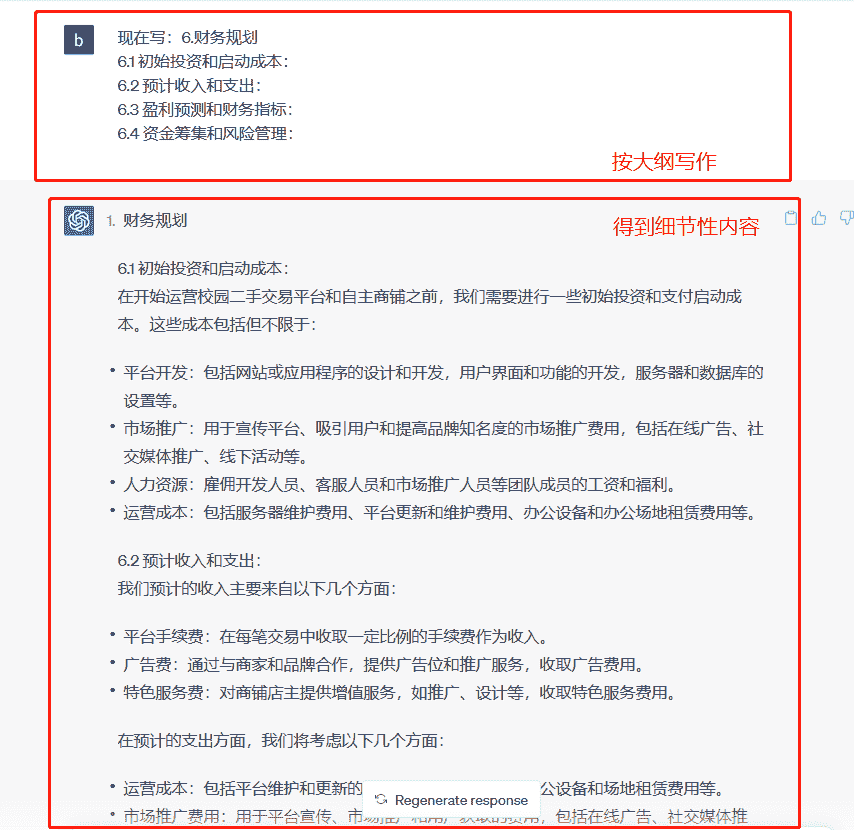 b
现在写：6.财务规划
6.1 初始投资和启动成本：
6.2 预计收入和支出：
6.3 盈利预测和财务指标：
6.4 资金筹集和风险管理：
按大纲写作
1. 财务规划
得到细节性内容
6.1 初始投资和启动成本：
在开始运营校园二手交易平台和自主商铺之前，我们需要进行一些初始投资和支付启动成
本。这些成本包括但不限于：
• 平台开发：包括网站或应用程序的设计和开发，用户界面和功能的开发，服务器和数据库的
设置等。
• 市场推广：用于宣传平台、吸引用户和提高品牌知名度的市场推广费用，包括在线广告、社
交媒体推广、线下活动等。
• 人力资源：雇佣开发人员、客服人员和市场推广人员等团队成员的工资和福利。
• 运营成本：包括服务器维护费用、平台更新和维护费用、办公设备和办公场地租赁费用等。
6.2 预计收入和支出：
我们预计的收入主要来自以下几个方面：
• 平台手续费：在每笔交易中收取一定比例的手续费作为收入。
• 广告费：通过与商家和品牌合作，提供广告位和推广服务，收取广告费用。
• 特色服务费：对商铺店主提供增值服务，如推广、设计等，收取特色服务费用。
在预计的支出方面，我们将考虑以下几个方面：
• 运营成本：包括平台维护和更新的 公设备和场地租赁费用等。
Regenerate response
• 市场推广费用：用于平台宣传、市 的费用，包括在线广告、社交媒体推